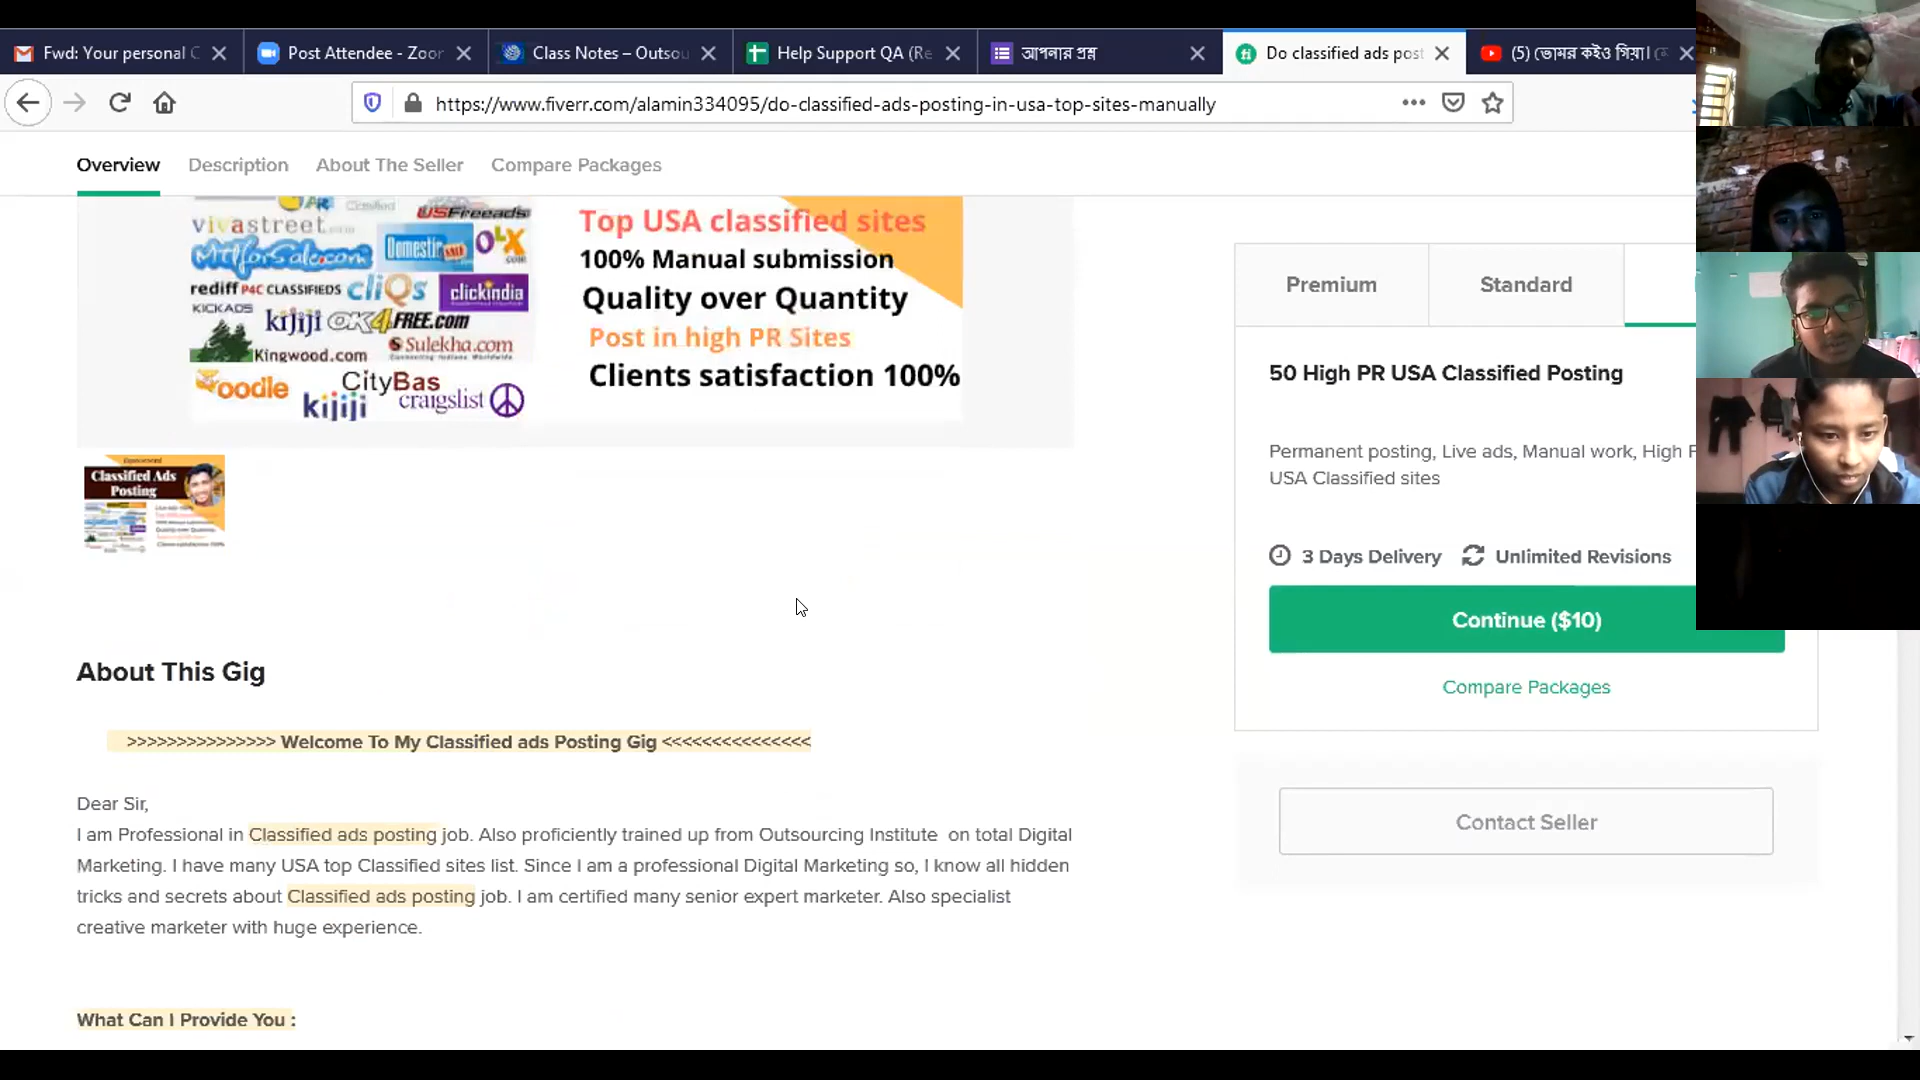 Fwd: Your personal C
Post Attendee - Zoor
Class Notes – Outsou
Help Support QA (Re
আপনার প্রশ্ন
Do classified ads post
(5) ভোমর কইও গিয়া।
https://www.fiverr.com/alamin334095/do-classified-ads-posting-in-usa-top-sites-manually
Overview
Description
About The Seller
Compare Packages
Classified
USFreeads
vivastreet.com
Mtlforsale.com
Domestic
OLX
.com
rediff P4C CLASSIFIEDS cliQs clickindia
KICKADS
kijiji OK4FREE.com
Kingwood.com
Sulekha.com
oodle
CityBas
kijiji
craigslist
Top USA classified sites
100% Manual submission
Quality over Quantity
Post in high PR Sites
Clients satisfaction 100%
Classified Ads
Posting
Premium
Standard
50 High PR USA Classified Posting
Permanent posting, Live ads, Manual work, High P
USA Classified sites
3 Days Delivery
Unlimited Revisions
Continue ($10)
Compare Packages
Contact Seller
About This Gig
>>>>>>>>>>>>>>> Welcome To My Classified ads Posting Gig <<<<<<<<<<<<<<<
Dear Sir,
I am Professional in Classified ads posting job. Also proficiently trained up from Outsourcing Institute on total Digital
Marketing. I have many USA top Classified sites list. Since I am a professional Digital Marketing so, I know all hidden
tricks and secrets about Classified ads posting job. I am certified many senior expert marketer. Also specialist
creative marketer with huge experience.
What Can I Provide You :